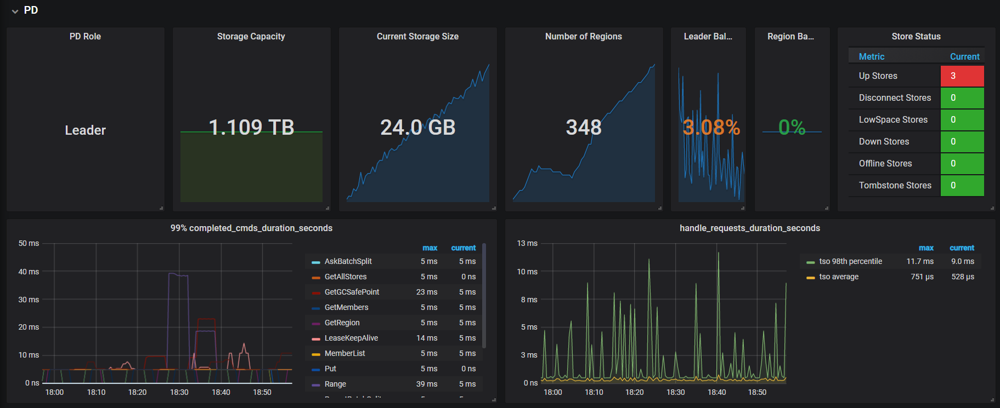 PD
PD Role
Leader
Storage Capacity
1.109 TB
Current Storage Size
24.0 GB
Number of Regions
348
Leader Bal...
3.08%
Region Ba...
0%
Store Status
Metric Current
Up Stores 3
Disconnect Stores 0
LowSpace Stores 0
Down Stores 0
Offline Stores 0
Tombstone Stores 0
99% completed_cmds_duration_seconds
50 ms
40 ms
30 ms
20 ms
10 ms
0 ns
18:00 18:10 18:20 18:30 18:40 18:50
max current
AskBatchSplit 5 ms 5 ms
GetAllStores 5 ms 0 ns
GetGCSafePoint 23 ms 5 ms
GetMembers 5 ms 5 ms
GetRegion 5 ms 5 ms
LeaseKeepAlive 14 ms 5 ms
MemberList 5 ms 5 ms
Put 5 ms 0 ns
Range 39 ms 5 ms
handle_requests_duration_seconds
13 ms
10 ms
8 ms
5 ms
3 ms
0 ns
18:00 18:10 18:20 18:30 18:40 18:50
max current
tso 98th percentile 11.7 ms 9.0 ms
tso average 751 µs 528 µs